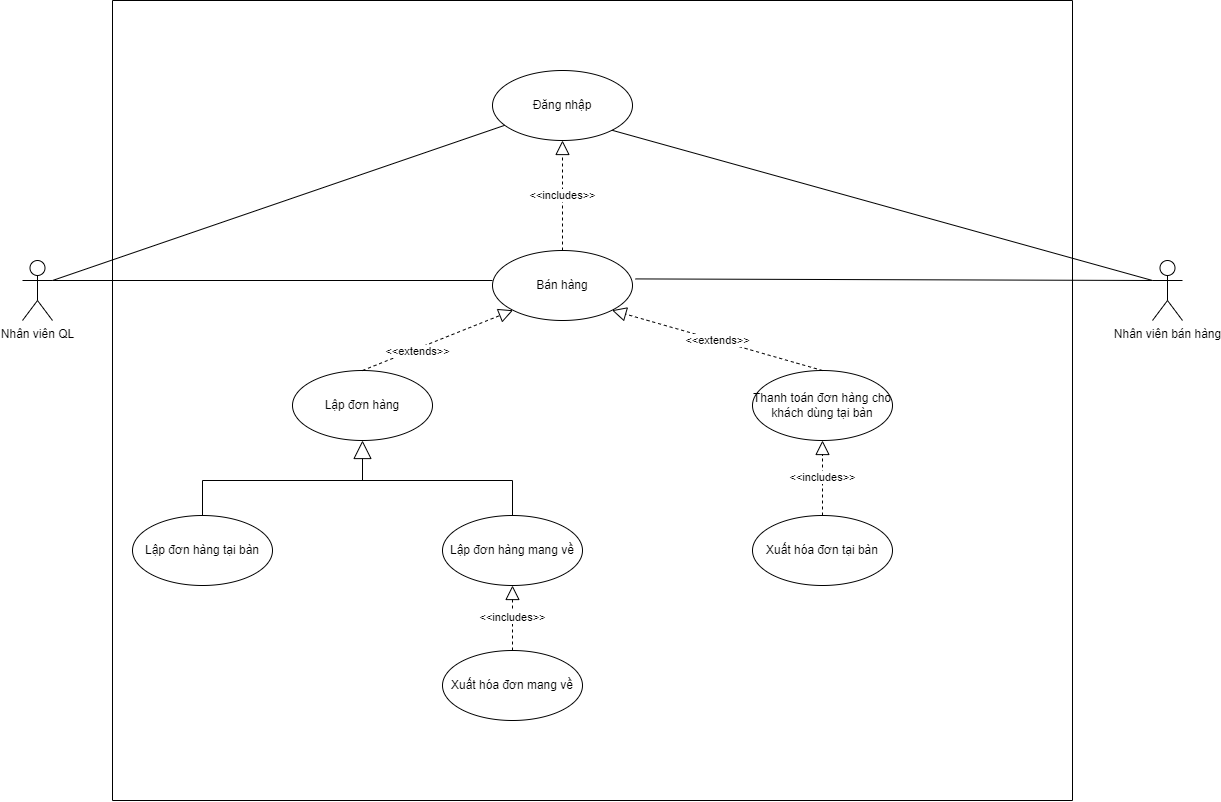 Đăng nhập
<<includes>>
Bán hàng
Nhân viên QL
Nhân viên bán hàng
<<extends>>
<<extends>>
Lập đơn hàng
Thanh toán đơn hàng cho
khách dùng tại bàn
<<includes>>
Lập đơn hàng tại bàn
Lập đơn hàng mang về
Xuất hóa đơn tại bàn
<<includes>>
Xuất hóa đơn mang về